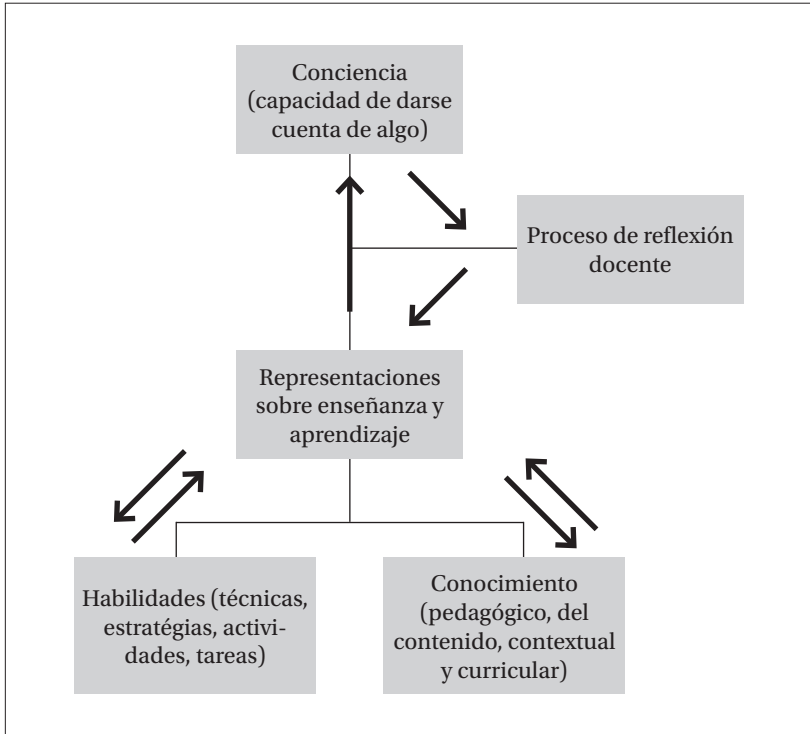 Conciencia
(capacidad de darse
cuenta de algo)
Proceso de reflexión
docente
Representaciones
sobre enseñanza y
aprendizaje
Habilidades (técnicas,
estratégias, activi-
dades, tareas)
Conocimiento
(pedagógico, del
contenido, contextual
y curricular)